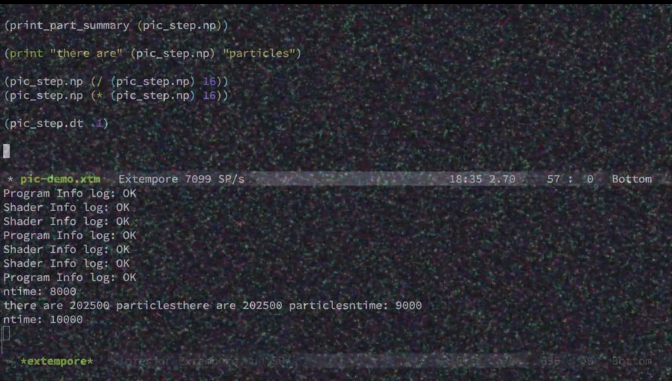 (print_part_summary (pic_step.np))
(print "there are" (pic_step.np) "particles")
(pic_step.np (/ (pic_step.np) 16))
(pic_step.np (* (pic_step.np) 16))
(pic_step.dt .1)
* pic-demo.xtm Extempore 7099 SP/s 18:35 2.70 57 : 0 Bottom
Program Info log: OK
Shader Info log: OK
Shader Info log: OK
Program Info log: OK
Shader Info log: OK
Shader Info log: OK
Program Info log: OK
ntime: 8000
there are 202500 particlesthere are 202500 particlesntime: 9000
ntime: 10000
*extempore* Bottom